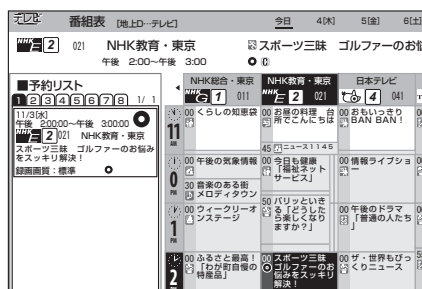 テレビ 番組表 [地上D…テレビ] 今日 4[木] 5[金] 6[土]
NHK E 2 021 NHK教育・東京 スポーツ三昧 ゴルファーのお悩
午後 2:00~午後 3:00
■予約リスト
1 2 3 4 5 6 7 8 1/ 1
11/3[水]
午後 2:00:00~午後 3:00:00
NHK E 2 021 NHK教育・東京
スポーツ三昧 ゴルファーのお悩み
をスッキリ解決!
録画画質:標準
NHK総合・東京 NHK教育・東京 日本テレビ
NHK G 1 011 NHK E 2 021 4 041
11 AM
00 くらしの知恵袋
00 お昼の料理 台
所でこんにちは
45 ニュース1145
00 おもいっきり
BAN BAN!
0 PM
00 午後の気象情報
30 音楽のある街
メロディタウン
00 今日も健康
「福祉ネット
サービス」
00 情報ライブショ
ー
1 PM
00 ウィークリーオ
ンステージ
50 パリッといき
る「どうした
ら楽しくなり
ますか?」
00 午後のドラマ
「普通の人たち
」
2 PM
00 ふるさと最高!
「わが町自慢の
特産品」
00 スポーツ三昧
ゴルファーのお
悩みをスッキリ
解決!
00 ザ・世界もびっ
くりニュース